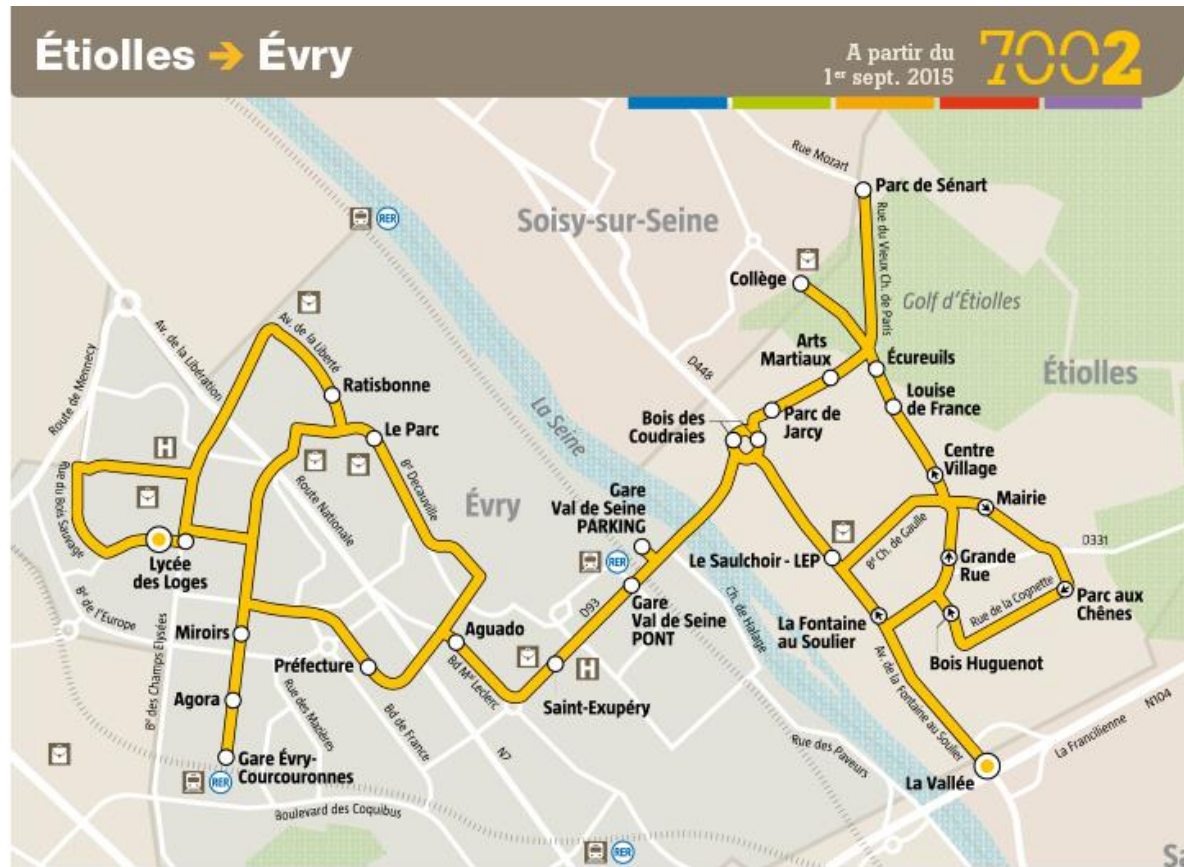 Étiolles → Évry
A partir du
1er sept. 2015
7002
Rue Mozart
Parc de Sénart
Soisy-sur-Seine
RER
Rue du Vieux Ch. de Paris
Collège
Golf d'Étiolles
Av. de la Liberté
Av. de la Libération
Arts
Martiaux
Écureuils
D448
Étiolles
Route de Mennecy
Ratisbonne
Louise
de France
La Seine
Parc de
Jarcy
Bois des
Coudraies
Le Parc
H
Centre
Village
Bd Decauville
Rue du Bois Sauvage
Route Nationale
Évry
Gare
Val de Seine
PARKING
Mairie
Bd Ch. de Gaulle
D331
Lycée
des Loges
RER
Le Saulchoir - LEP
Grande
Rue
Rue de la Cognette
Parc aux
Chênes
Bd de l'Europe
D93
Ch. de Halage
Gare
Val de Seine
PONT
La Fontaine
au Soulier
Miroirs
Aguado
Bois Huguenot
Préfecture
H
Bd Mal Leclerc
Bd des Champs Elysées
Av. de la Fontaine au Soulier
Agora
Rue des Mazières
Saint-Exupéry
N104
Bd de France
La Francilienne
Rue des Paveurs
N7
Gare Évry-
Courcouronnes
RER
La Vallée
Boulevard des Coquibus
RER
Sa